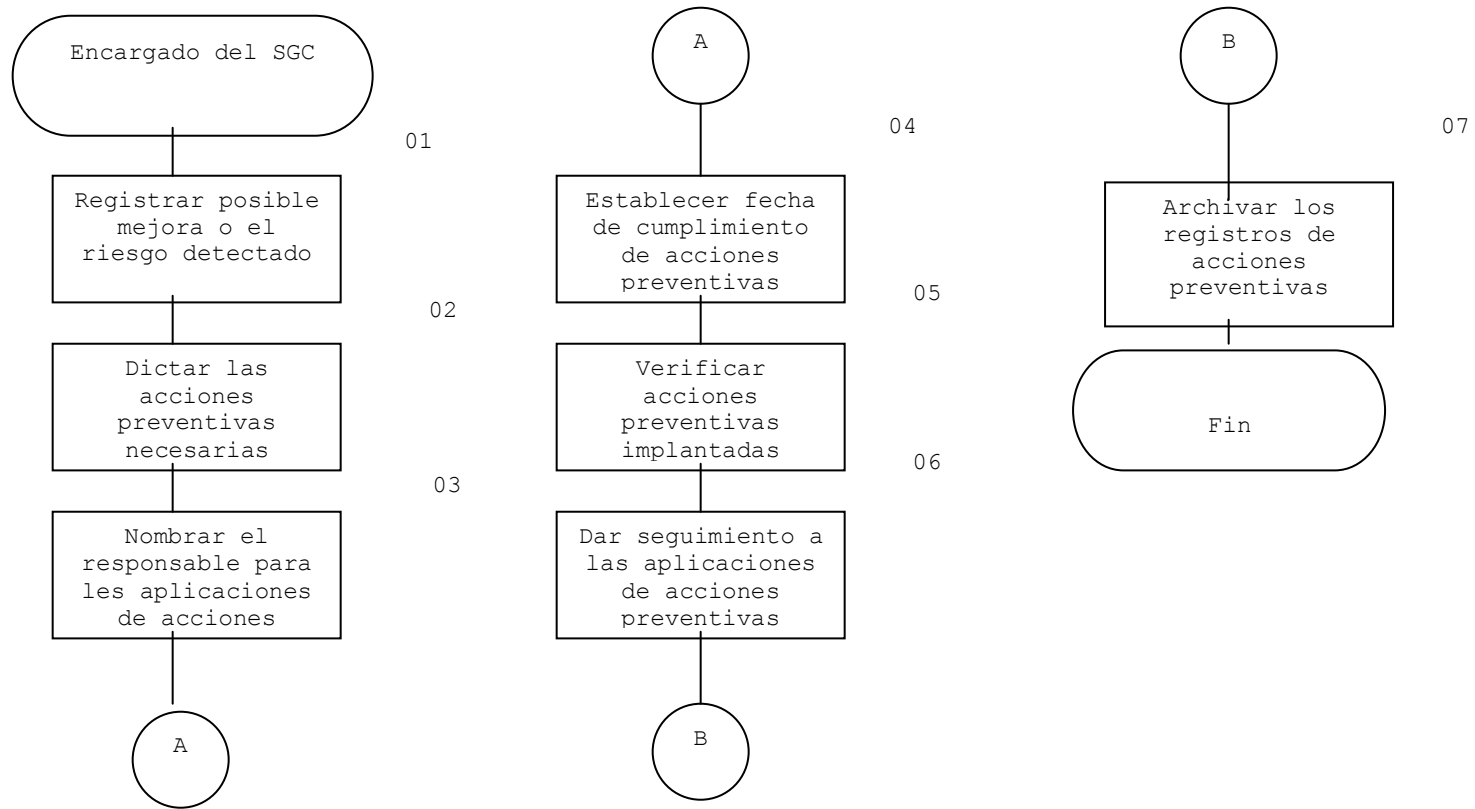 Encargado del SGC
01
Registrar posible
mejora o el
riesgo detectado
02
Dictar las
acciones
preventivas
necesarias
03
Nombrar el
responsable para
les aplicaciones
de acciones
A
A
04
Establecer fecha
de cumplimiento
de acciones
preventivas
05
Verificar
acciones
preventivas
implantadas
06
Dar seguimiento a
las aplicaciones
de acciones
preventivas
B
B
07
Archivar los
registros de
acciones
preventivas
Fin